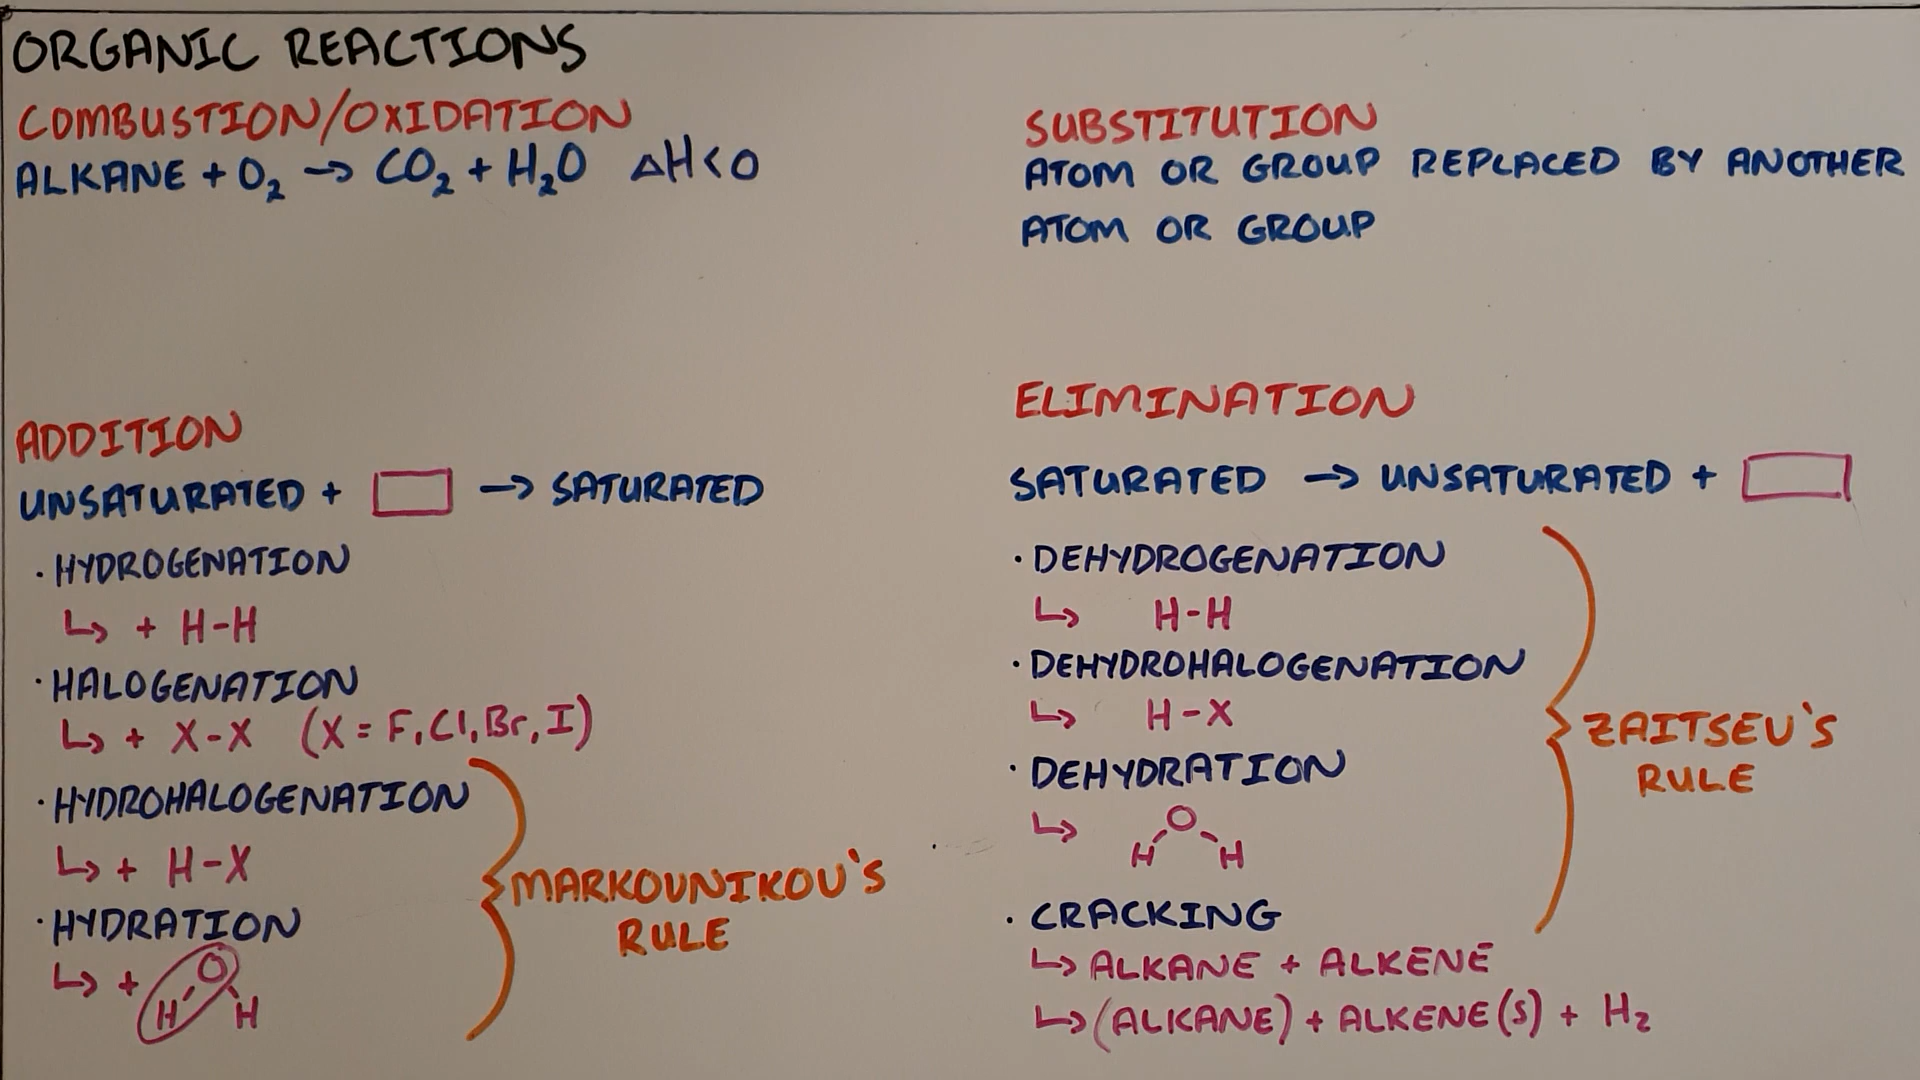 ORGANIC REACTIONS
COMBUSTION/OXIDATION
ALKANE + O₂ → CO₂ + H₂O ΔH<O
ADDITION
UNSATURATED + → SATURATED
· HYDROGENATION
↳ + H-H
· HALOGENATION
↳ + X-X (X = F, Cl, Br, I)
· HYDROHALOGENATION
↳ + H-X
· HYDRATION
↳ + H O H
MARKOVNIKOV'S
RULE
SUBSTITUTION
ATOM OR GROUP REPLACED BY ANOTHER
ATOM OR GROUP
ELIMINATION
SATURATED → UNSATURATED +
· DEHYDROGENATION
↳ H-H
· DEHYDROHALOGENATION
↳ H-X
· DEHYDRATION
↳ H O H
· CRACKING
↳ ALKANE + ALKENE
↳ (ALKANE) + ALKENE(S) + H₂
ZAITSEV'S
RULE